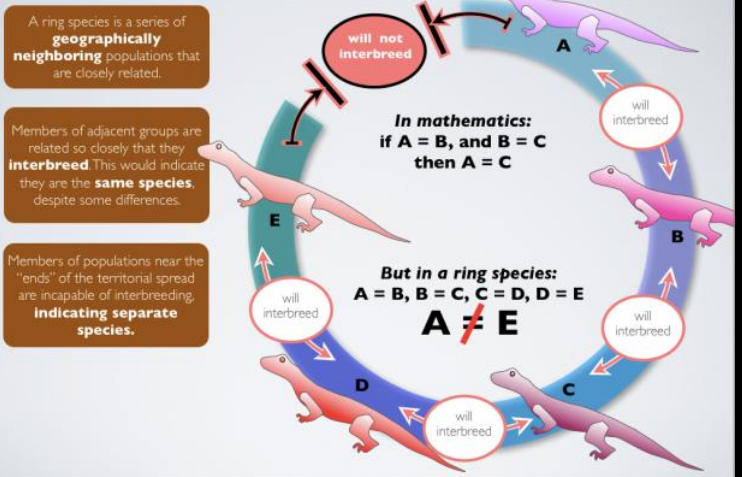 A ring species is a series of
geographically
neighboring populations that
are closely related.
Members of adjacent groups are
related so closely that they
interbreed. This would indicate
they are the same species,
despite some differences.
Members of populations near the
“ends” of the territorial spread
are incapable of interbreeding,
indicating separate
species.
will not
interbreed
A
will
interbreed
In mathematics:
if A = B, and B = C
then A = C
B
E
But in a ring species:
A = B, B = C, C = D, D = E
A ≠ E
will
interbreed
will
interbreed
D
C
will
interbreed